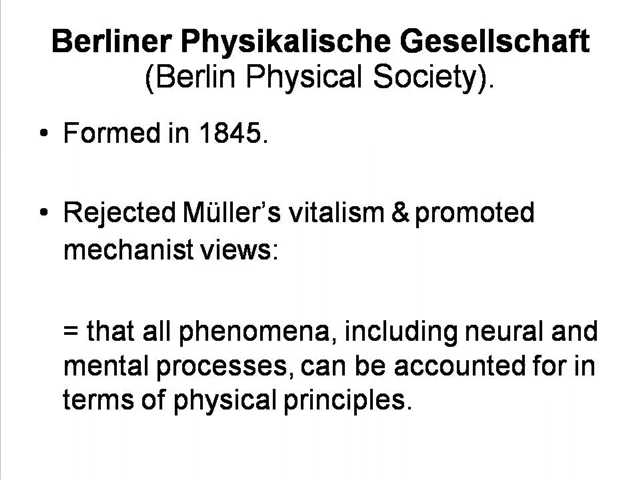 Berliner Physikalische Gesellschaft
(Berlin Physical Society).
• Formed in 1845.
• Rejected Müller’s vitalism & promoted
mechanist views:
= that all phenomena, including neural and
mental processes, can be accounted for in
terms of physical principles.